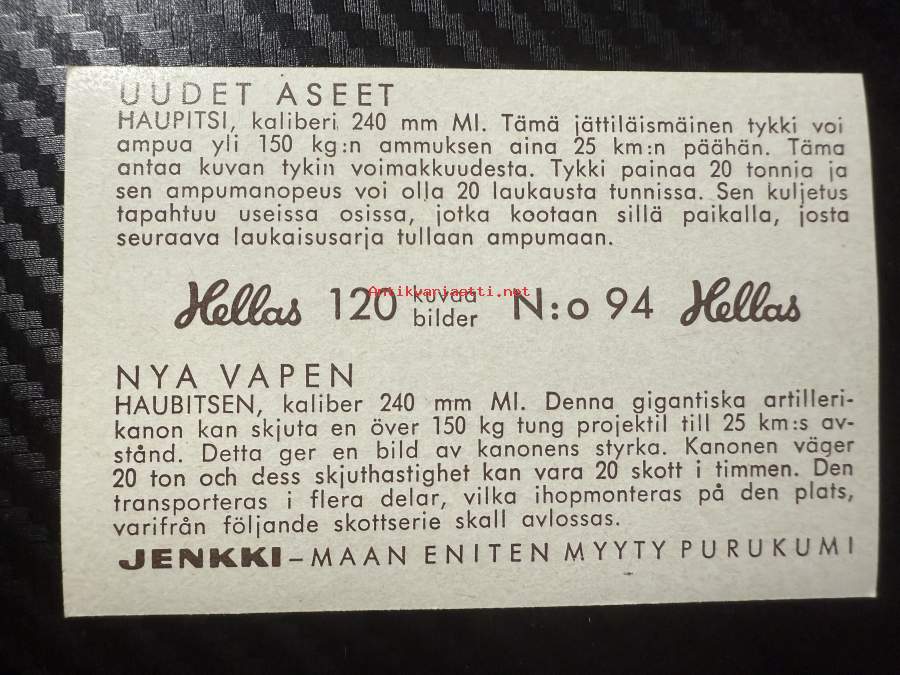 UUDET ASEET
HAUPITSI, kaliberi 240 mm MI. Tämä jättiläismäinen tykki voi
ampua yli 150 kg:n ammuksen aina 25 km:n päähän. Täma
antaa kuvan tykin voimakkuudesta. Tykki painaa 20 tonnia ja
sen ampumanopeus voi olla 20 laukausta tunnissa. Sen kuljetus
tapahtuu useissa osissa, jotka kootaan sillä paikalla, josta
seuraava laukaisusarja tullaan ampumaan.
Hellas 120 kuvaa bilder N:o 94 Hellas
Antikvariaatti.net
NYA VAPEN
HAUBITSEN, kaliber 240 mm MI. Denna gigantiska artilleri-
kanon kan skjuta en över 150 kg tung projektil till 25 km:s av-
stånd. Detta ger en bild av kanonens styrka. Kanonen väger
20 ton och dess skjuthastighet kan vara 20 skott i timmen. Den
transporteras i flera delar, vilka ihopmonteras på den plats,
varifrån följande skottserie skall avlossas.
JENKKI – MAAN ENITEN MYYTY PURUKUMI